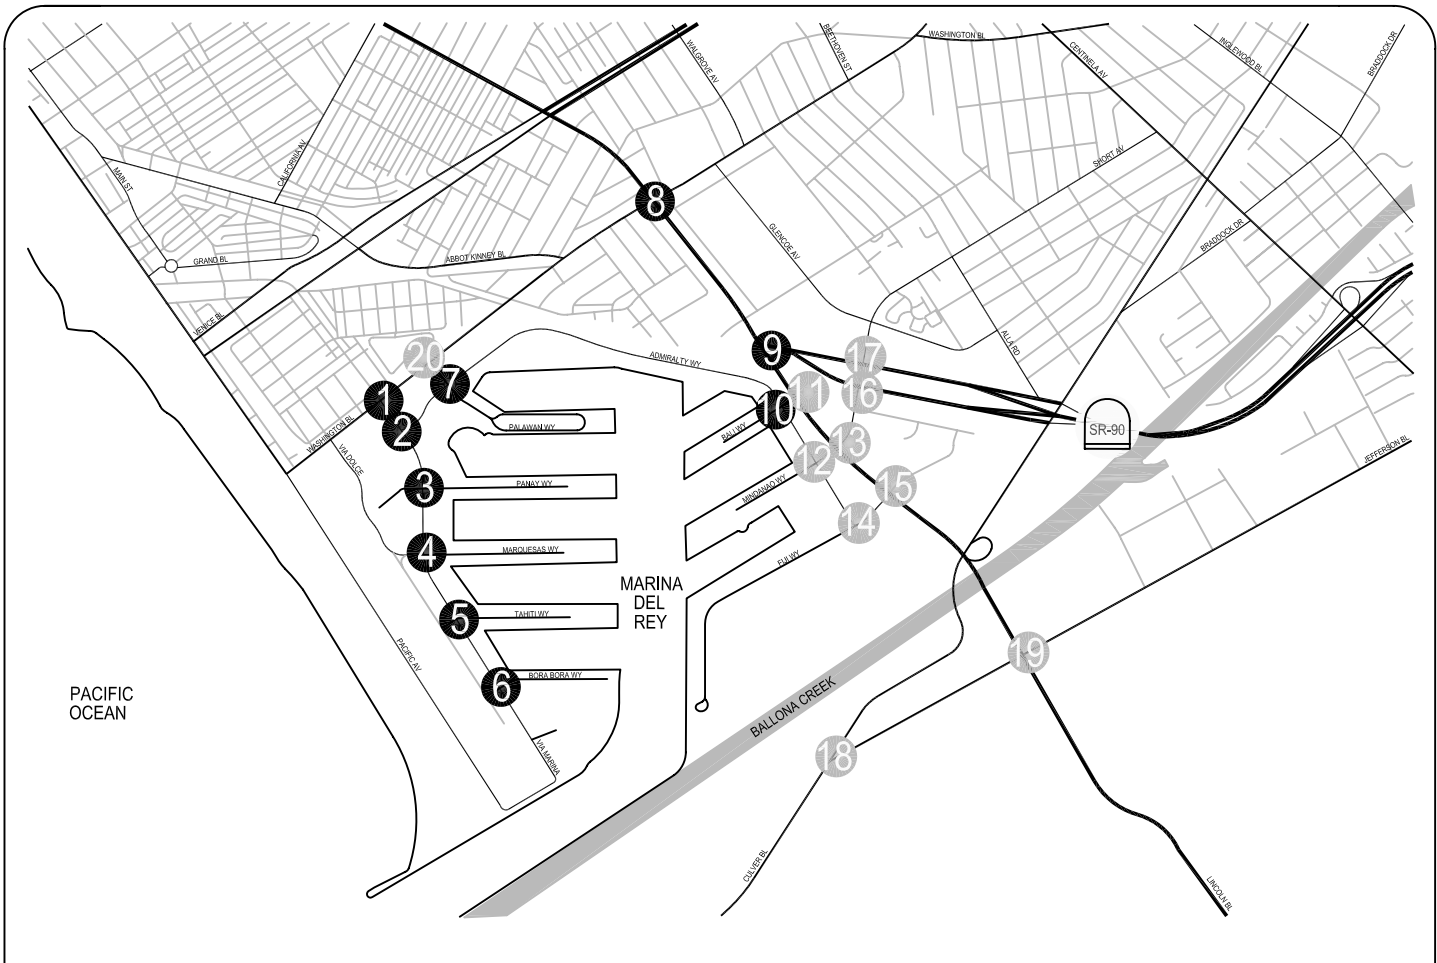 WASHINGTON BL
WALGROVE AV
BEETHOVEN ST
CENTINELA AV
INGLEWOOD BL
BRADDOCK DR
CALIFORNIA AV
MAIN ST
SHORT AV
GRAND BL
ABBOT KINNEY BL
GLENCOE AV
BRADDOCK DR
VENICE BL
ALLA RD
ADMIRALTY WY
8
9
17
20
7
16
11
1
10
2
PALAWAN WY
BALI WY
SR-90
WASHINGTON BL
13
JEFFERSON BL
VIA DOLCE
12
3
PANAY WY
MINDANAO WY
15
14
4
MARQUESAS WY
FIJI WY
MARINA
DEL
REY
5
TAHITI WY
PACIFIC AV
19
6
BORA BORA WY
PACIFIC
OCEAN
BALLONA CREEK
VIA MARINA
18
CULVER BL
LINCOLN BL